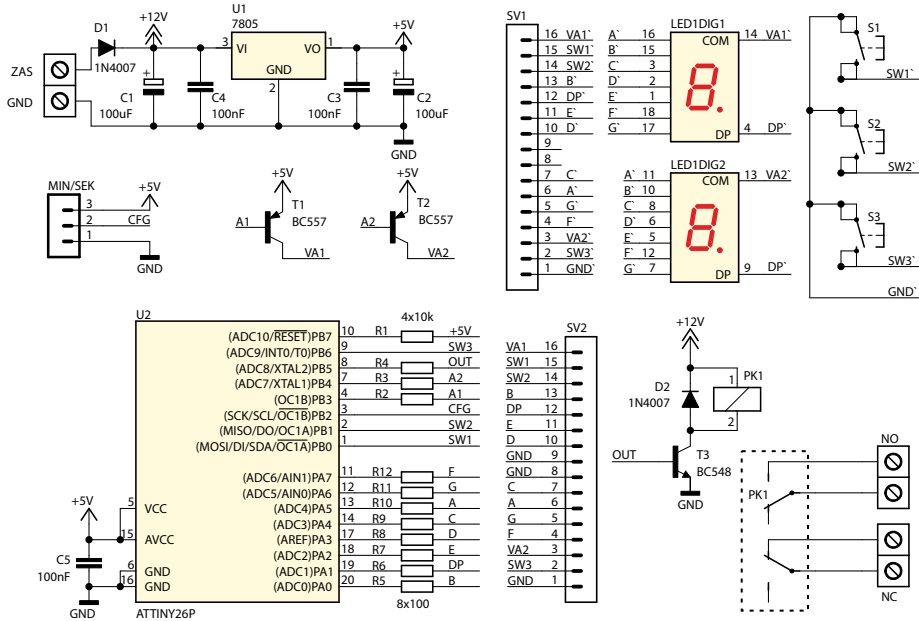 U1
7805
+12V
+5V
D1
1N4007
3 VI VO 1
GND
2
ZAS
GND
C1
100uF
C4
100nF
C3
100nF
C2
100uF
GND
MIN/SEK
3 +5V
2 CFG
1
GND
+5V
T1
BC557
A1
VA1
+5V
T2
BC557
A2
VA2
SV1
16 VA1`
15 SW1`
14 SW2`
13 B`
12 DP`
11 E`
10 D`
9
8
7 C`
6 A`
5 G`
4 F`
3 VA2`
2 SW3`
1 GND`
LED1DIG1
A` 16 COM 14 VA1`
B` 15
C` 3
D` 2
E` 1
F` 18
G` 17 DP 4 DP`
8.
LED1DIG2
A` 11 COM 13 VA2`
B` 10
C` 8
D` 6
E` 5
F` 12
G` 7 DP 9 DP`
8.
S1
SW1`
S2
SW2`
S3
SW3`
GND`
U2
4x10k
(ADC10/RESET)PB7 10 R1 +5V
(ADC9/INT0/T0)PB6 9 SW3
(ADC8/XTAL2)PB5 8 R4 OUT
(ADC7/XTAL1)PB4 7 R3 A2
(OC1B)PB3 4 R2 A1
(SCK/SCL/OC1B)PB2 3 CFG
(MISO/DO/OC1A)PB1 2 SW2
(MOSI/DI/SDA/OC1A)PB0 1 SW1
(ADC6/AIN1)PA7 11 R12 F
(ADC5/AIN0)PA6 12 R11 G
(ADC4)PA5 13 R10 A
(ADC3)PA4 14 R9 C
(AREF)PA3 17 R8 D
(ADC2)PA2 18 R7 E
(ADC1)PA1 19 R6 DP
(ADC0)PA0 20 R5 B
8x100
+5V
5 VCC
15 AVCC
C5
100nF
6 GND
16 GND
GND
ATTINY26P
SV2
VA1 16
SW1 15
SW2 14
B 13
DP 12
E 11
D 10
GND 9
GND 8
C 7
A 6
G 5
F 4
VA2 3
SW3 2
GND 1
+12V
D2
1N4007
1 PK1
2
OUT
T3
BC548
GND
PK1
NO
NC